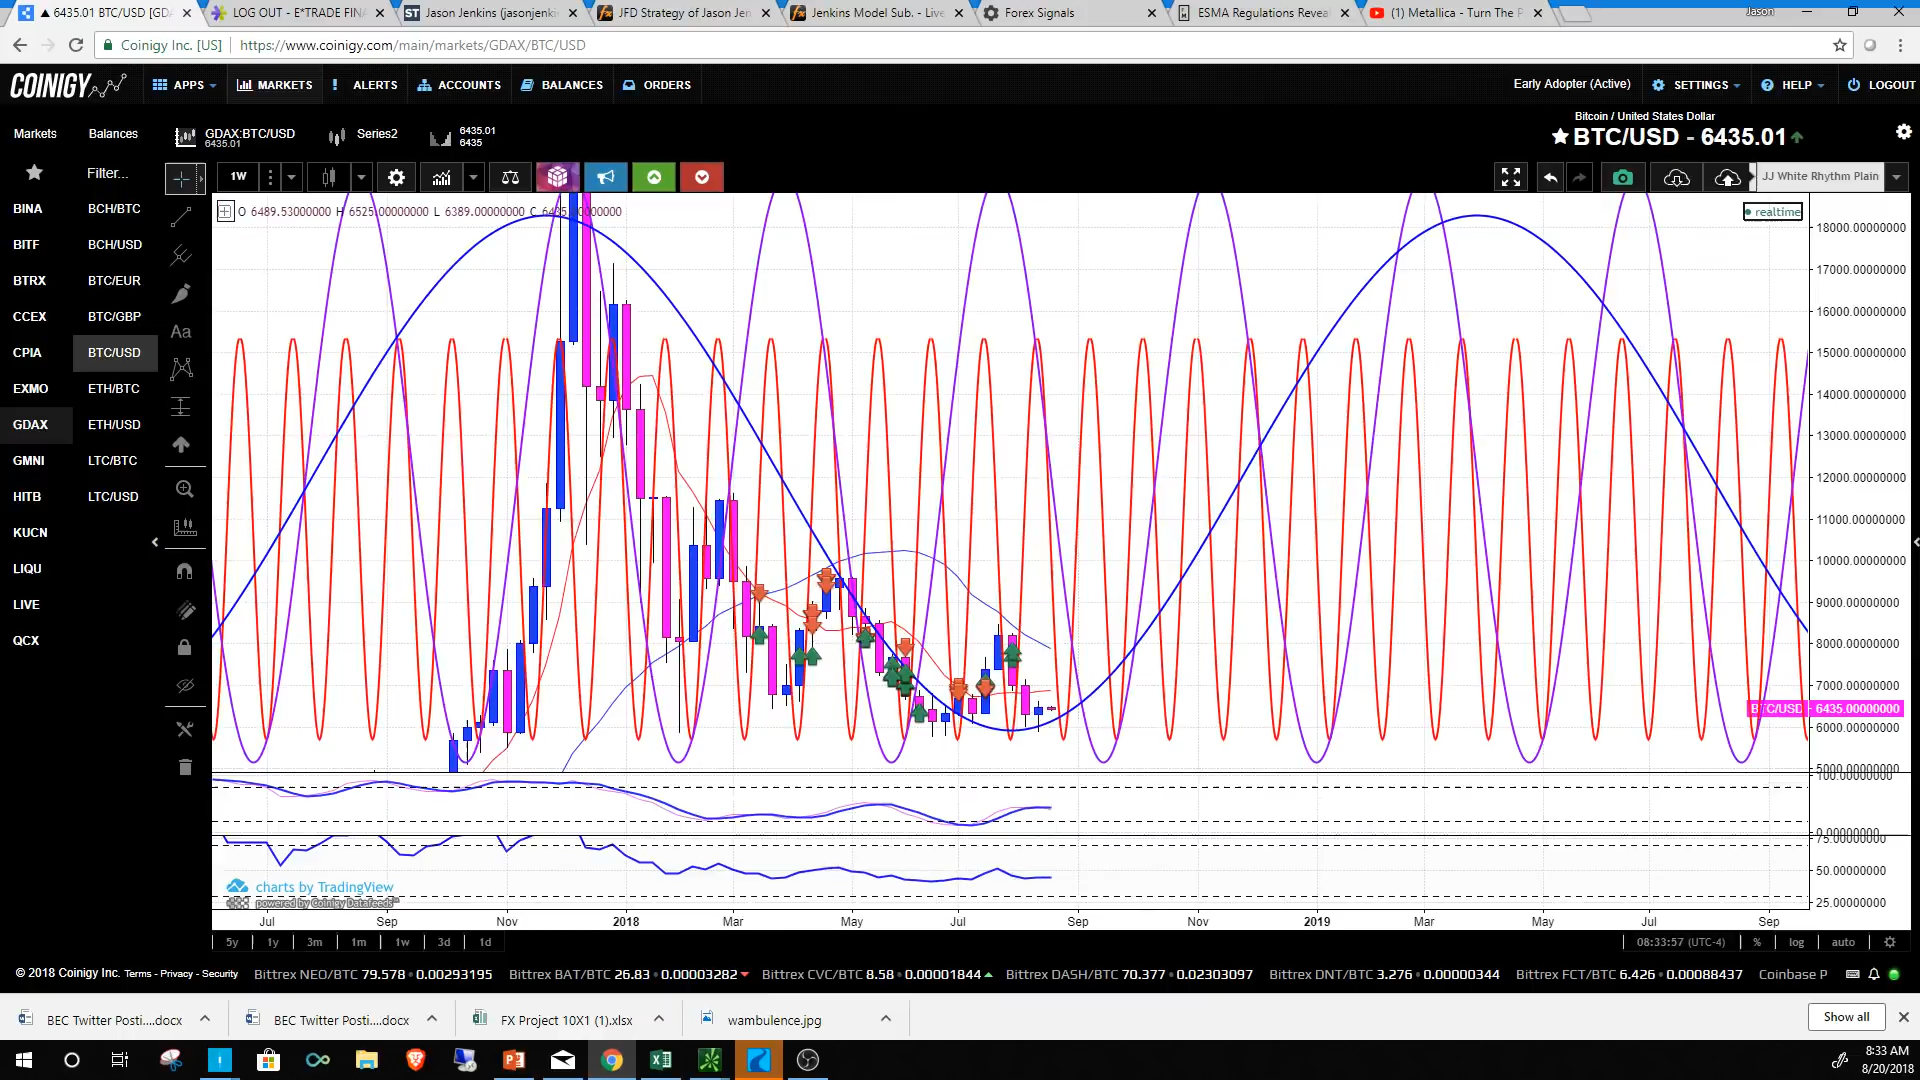 ▲ 6435.01 BTC/USD [GD
LOG OUT - E*TRADE FINA
Jason Jenkins (jasonjenki
JFD Strategy of Jason Jen
Jenkins Model Sub. - Live
Forex Signals
ESMA Regulations Revea
(1) Metallica - Turn The P
Jason
Coinigy Inc. [US]
https://www.coinigy.com/main/markets/GDAX/BTC/USD
COINIGY
APPS
MARKETS
ALERTS
ACCOUNTS
BALANCES
ORDERS
Early Adopter (Active)
SETTINGS
HELP
LOGOUT
Markets
Balances
GDAX:BTC/USD
6435.01
Series2
6435.01
6435
Bitcoin / United States Dollar
BTC/USD - 6435.01
Filter...
1W
JJ White Rhythm Plain
BINA
BITF
BTRX
CCEX
CPIA
EXMO
GDAX
GMNI
HITB
KUCN
LIQU
LIVE
QCX
BCH/BTC
BCH/USD
BTC/EUR
BTC/GBP
BTC/USD
ETH/BTC
ETH/USD
LTC/BTC
LTC/USD
Aa
O 6489.53000000 H 6525.00000000 L 6389.00000000 C
realtime
18000.00000000
17000.00000000
16000.00000000
15000.00000000
14000.00000000
13000.00000000
12000.00000000
11000.00000000
10000.00000000
9000.00000000
8000.00000000
7000.00000000
BTC/USD 6435.00000000
6000.00000000
5000.00000000
100.00000000
0.00000000
75.00000000
50.00000000
25.00000000
charts by TradingView
powered by Coinigy Datafeeds™
Jul
Sep
Nov
2018
Mar
May
Jul
Sep
Nov
2019
Mar
May
Jul
Sep
5y
1y
3m
1m
1w
3d
1d
08:33:57 (UTC-4)
%
log
auto
© 2018 Coinigy Inc. Terms - Privacy - Security
Bittrex NEO/BTC 79.578 • 0.00293195
Bittrex BAT/BTC 26.83 • 0.00003282
Bittrex CVC/BTC 8.58 • 0.00001844
Bittrex DASH/BTC 70.377 • 0.02303097
Bittrex DNT/BTC 3.276 • 0.00000344
Bittrex FCT/BTC 6.426 • 0.00088437
Coinbase P
BEC Twitter Posti....docx
BEC Twitter Posti....docx
FX Project 10X1 (1).xlsx
wambulence.jpg
Show all
8:33 AM
8/20/2018